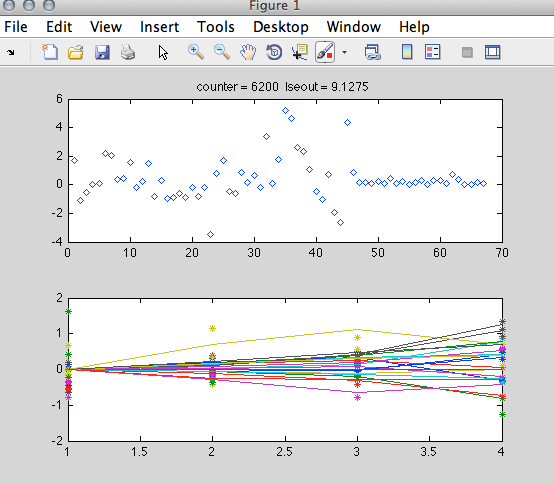 Figure 1
File Edit View Insert Tools Desktop Window Help
counter = 6200 lseout = 9.1275
6
4
2
0
-2
-4
0 10 20 30 40 50 60 70
2
1
0
-1
-2
1 1.5 2 2.5 3 3.5 4